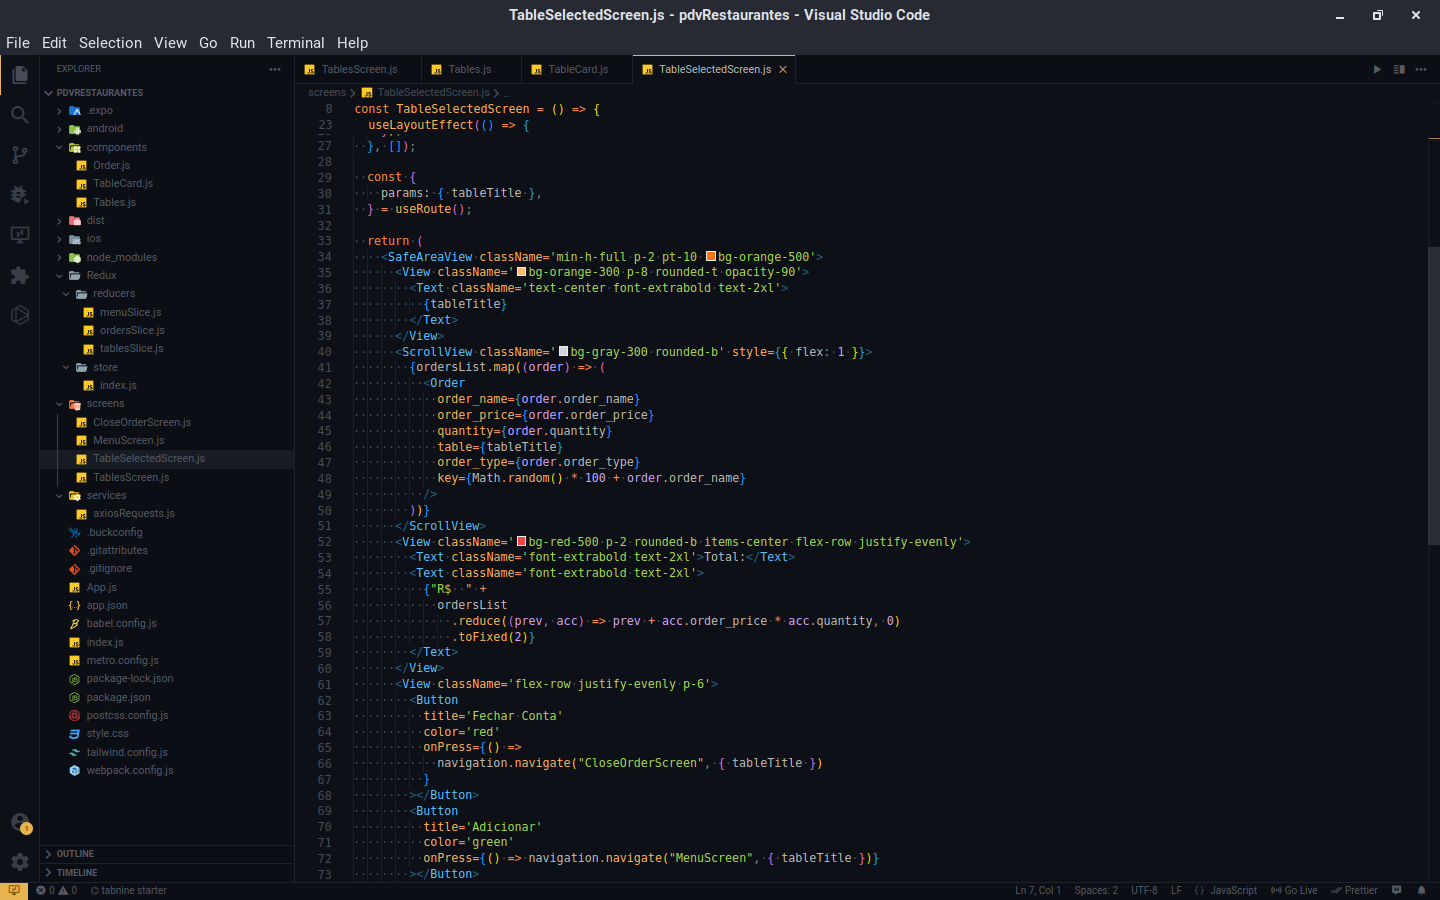 TableSelectedScreen.js - pdvRestaurantes - Visual Studio Code
File Edit Selection View Go Run Terminal Help
EXPLORER
PDVRESTAURANTES
.expo
android
components
Order.js
TableCard.js
Tables.js
dist
ios
node_modules
Redux
reducers
menuSlice.js
ordersSlice.js
tablesSlice.js
store
index.js
screens
CloseOrderScreen.js
MenuScreen.js
TableSelectedScreen.js
TablesScreen.js
services
axiosRequests.js
.buckconfig
.gitattributes
.gitignore
App.js
app.json
babel.config.js
index.js
metro.config.js
package-lock.json
package.json
postcss.config.js
style.css
tailwind.config.js
webpack.config.js
OUTLINE
TIMELINE
TablesScreen.js Tables.js TableCard.js TableSelectedScreen.js
screens > TableSelectedScreen.js > ...
8 const TableSelectedScreen = () => {
23 useLayoutEffect(() => {
27 }, []);
28
29 const {
30 params: { tableTitle },
31 } = useRoute();
32
33 return (
34 <SafeAreaView className='min-h-full p-2 pt-10 bg-orange-500'>
35 <View className='bg-orange-300 p-8 rounded-t opacity-90'>
36 <Text className='text-center font-extrabold text-2xl'>
37 {tableTitle}
38 </Text>
39 </View>
40 <ScrollView className='bg-gray-300 rounded-b' style={{ flex: 1 }}>
41 {ordersList.map((order) => (
42 <Order
43 order_name={order.order_name}
44 order_price={order.order_price}
45 quantity={order.quantity}
46 table={tableTitle}
47 order_type={order.order_type}
48 key={Math.random() * 100 + order.order_name}
49 />
50 ))}
51 </ScrollView>
52 <View className='bg-red-500 p-2 rounded-b items-center flex-row justify-evenly'>
53 <Text className='font-extrabold text-2xl'>Total:</Text>
54 <Text className='font-extrabold text-2xl'>
55 {"R$  " +
56 ordersList
57 .reduce((prev, acc) => prev + acc.order_price * acc.quantity, 0)
58 .toFixed(2)}
59 </Text>
60 </View>
61 <View className='flex-row justify-evenly p-6'>
62 <Button
63 title='Fechar Conta'
64 color='red'
65 onPress={() =>
66 navigation.navigate("CloseOrderScreen", { tableTitle })
67 }
68 ></Button>
69 <Button
70 title='Adicionar'
71 color='green'
72 onPress={() => navigation.navigate("MenuScreen", { tableTitle })}
73 ></Button>
1
0 0 tabnine starter
Ln 7, Col 1 Spaces: 2 UTF-8 LF {} JavaScript Go Live Prettier